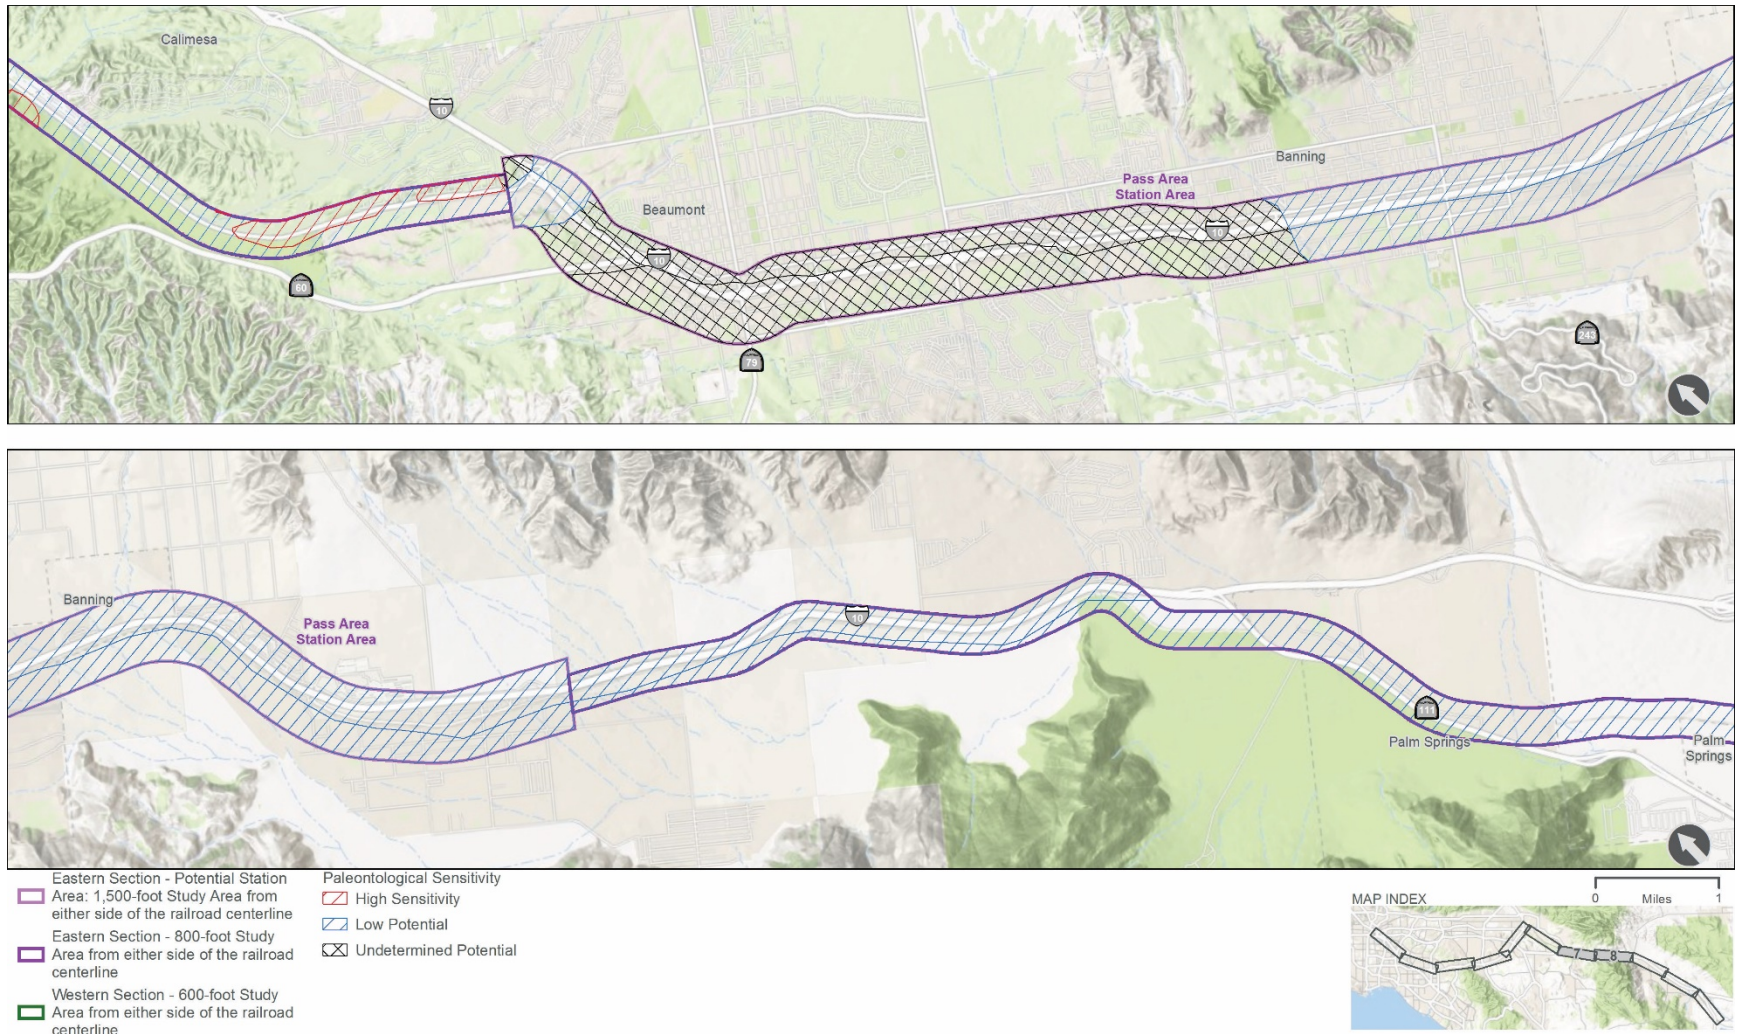 Calimesa
10
Banning
Pass Area
Station Area
Beaumont
10
10
60
79
243
Banning
Pass Area
Station Area
10
111
Palm Springs
Palm
Springs
Eastern Section - Potential Station
Area: 1,500-foot Study Area from
either side of the railroad centerline
Eastern Section - 800-foot Study
Area from either side of the railroad
centerline
Western Section - 600-foot Study
Area from either side of the railroad
centerline
Paleontological Sensitivity
High Sensitivity
Low Potential
Undetermined Potential
0 Miles 1
MAP INDEX
7 8